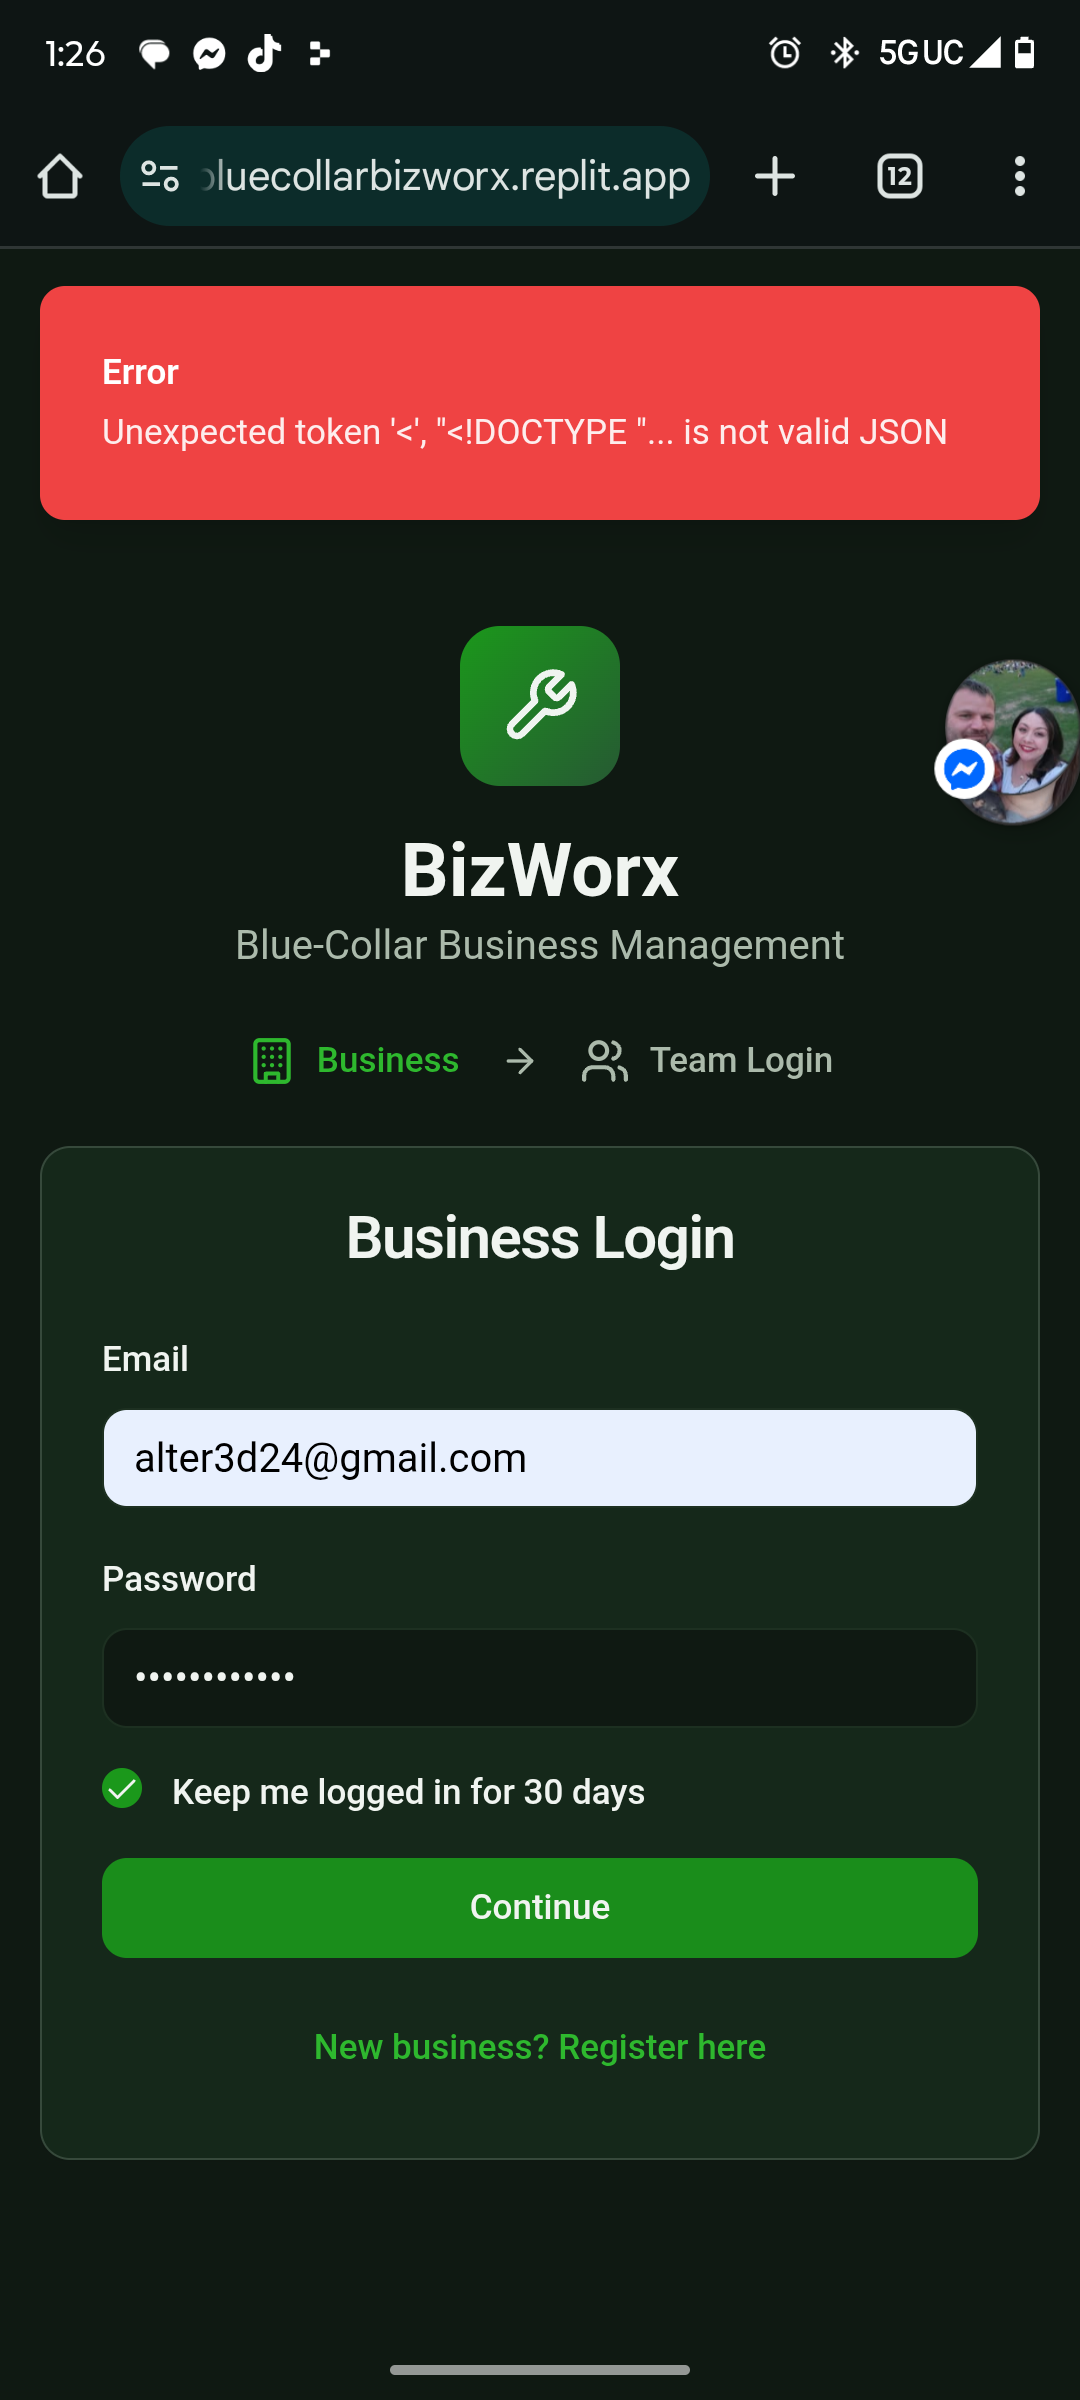 1:26
5G UC
luecollarbizworx.replit.app
12
Error
Unexpected token '<', "<!DOCTYPE "... is not valid JSON
BizWorx
Blue-Collar Business Management
Business
Team Login
Business Login
Email
alter3d24@gmail.com
Password
••••••••••••
Keep me logged in for 30 days
Continue
New business? Register here